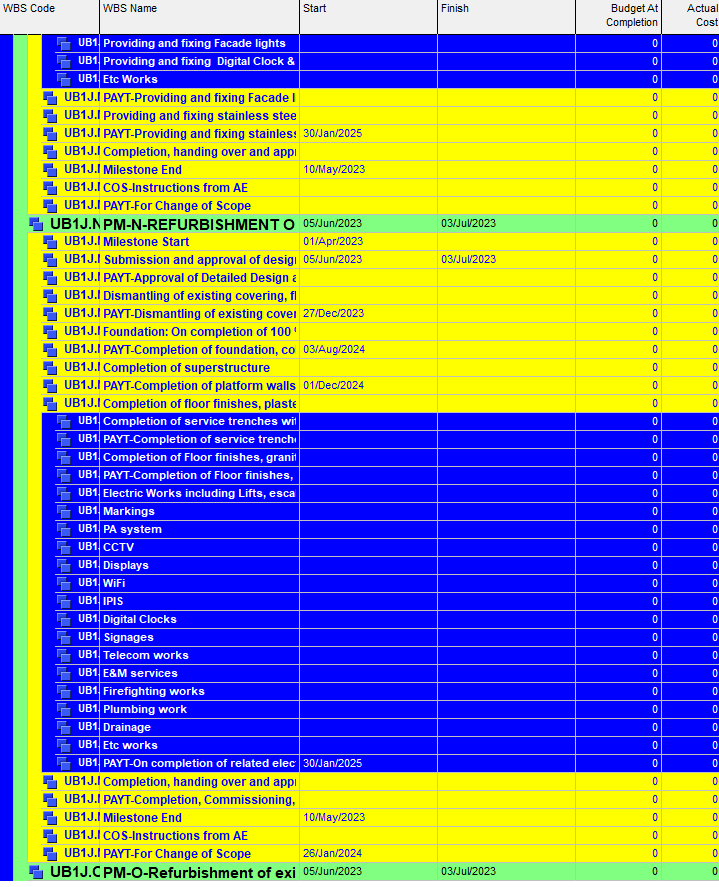 WBS Code WBS Name Start Finish Budget At Completion Actual Cost
UB1. Providing and fixing Facade lights 0 0
UB1. Providing and fixing Digital Clock & 0 0
UB1. Etc Works 0 0
UB1J. PAYT-Providing and fixing Facade l 0 0
UB1J. Providing and fixing stainless stee 0 0
UB1J. PAYT-Providing and fixing stainless 30/Jan/2025 0 0
UB1J. Completion, handing over and app 0 0
UB1J. Milestone End 10/May/2023 0 0
UB1J. COS-Instructions from AE 0 0
UB1J. PAYT-For Change of Scope 0 0
UB1J.N PM-N-REFURBISHMENT O 05/Jun/2023 03/Jul/2023 0 0
UB1J. Milestone Start 01/Apr/2023 0 0
UB1J. Submission and approval of desig 05/Jun/2023 03/Jul/2023 0 0
UB1J. PAYT-Approval of Detailed Design a 0 0
UB1J. Dismantling of existing covering, fl 0 0
UB1J. PAYT-Dismantling of existing cover 27/Dec/2023 0 0
UB1J. Foundation: On completion of 100 % 0 0
UB1J. PAYT-Completion of foundation, co 03/Aug/2024 0 0
UB1J. Completion of superstructure 0 0
UB1J. PAYT-Completion of platform walls 01/Dec/2024 0 0
UB1J. Completion of floor finishes, plaste 0 0
UB1. Completion of service trenches wit 0 0
UB1. PAYT-Completion of service trench 0 0
UB1. Completion of Floor finishes, granit 0 0
UB1. PAYT-Completion of Floor finishes, 0 0
UB1. Electric Works including Lifts, esca 0 0
UB1. Markings 0 0
UB1. PA system 0 0
UB1. CCTV 0 0
UB1. Displays 0 0
UB1. WiFi 0 0
UB1. IPIS 0 0
UB1. Digital Clocks 0 0
UB1. Signages 0 0
UB1. Telecom works 0 0
UB1. E&M services 0 0
UB1. Firefighting works 0 0
UB1. Plumbing work 0 0
UB1. Drainage 0 0
UB1. Etc works 0 0
UB1. PAYT-On completion of related elec 30/Jan/2025 0 0
UB1J. Completion, handing over and app 0 0
UB1J. PAYT-Completion, Commissioning, 0 0
UB1J. Milestone End 10/May/2023 0 0
UB1J. COS-Instructions from AE 0 0
UB1J. PAYT-For Change of Scope 26/Jan/2024 0 0
UB1J.O PM-O-Refurbishment of exi 05/Jun/2023 03/Jul/2023 0 0